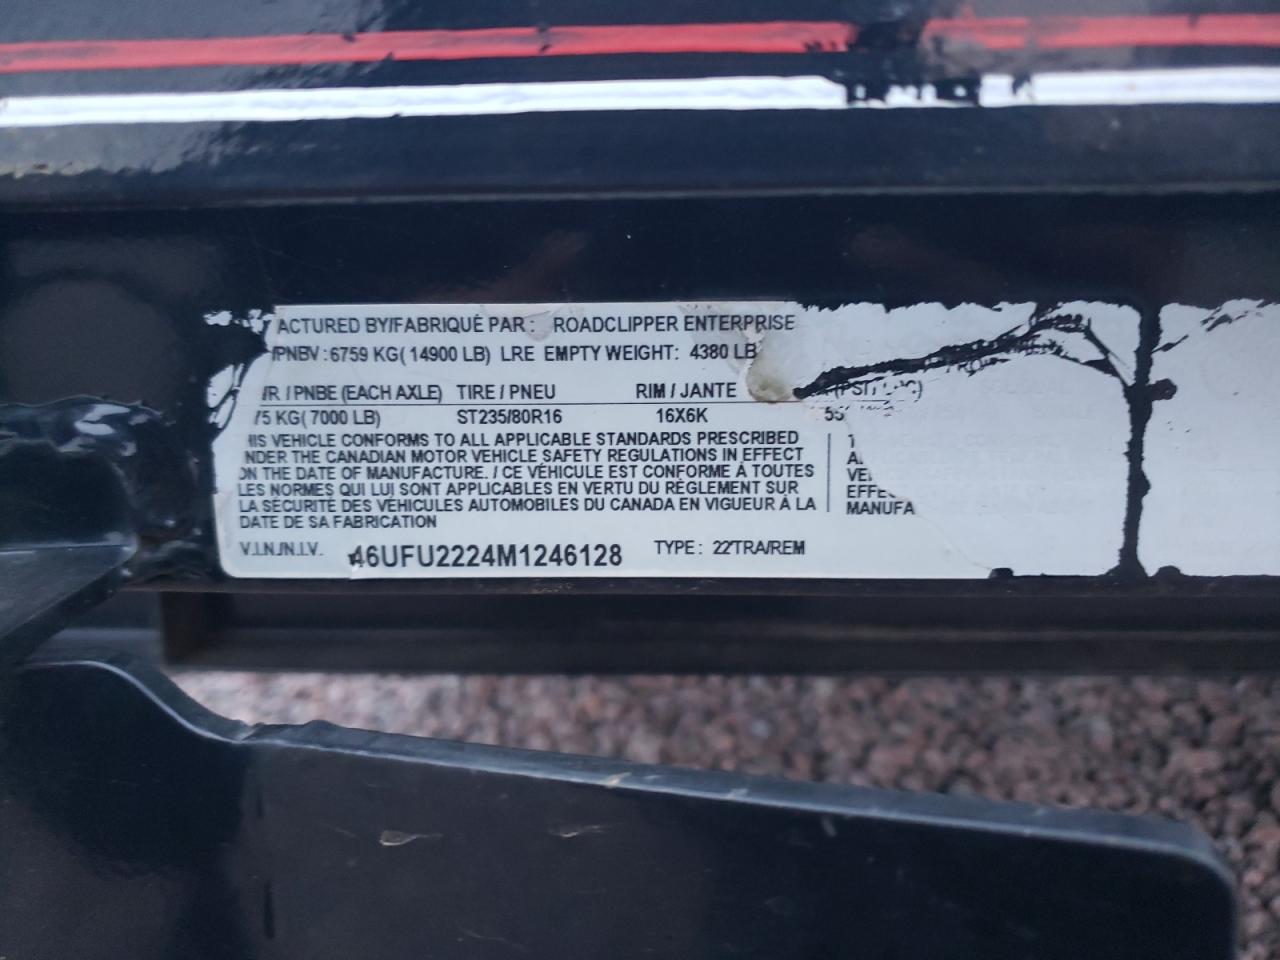 ACTURED BY/FABRIQUÉ PAR : ROADCLIPPER ENTERPRISE
/PNBV : 6759 KG( 14900 LB) LRE EMPTY WEIGHT: 4380 LB
/R / PNBE (EACH AXLE) TIRE / PNEU RIM / JANTE (PSI /
75 KG( 7000 LB) ST235/80R16 16X6K 55
HIS VEHICLE CONFORMS TO ALL APPLICABLE STANDARDS PRESCRIBED
NDER THE CANADIAN MOTOR VEHICLE SAFETY REGULATIONS IN EFFECT
ON THE DATE OF MANUFACTURE. / CE VÉHICULE EST CONFORME À TOUTES
LES NORMES QUI LUI SONT APPLICABLES EN VERTU DU RÈGLEMENT SUR
LA SÉCURITÉ DES VÉHICULES AUTOMOBILES DU CANADA EN VIGUEUR À LA
DATE DE SA FABRICATION
T
AL
VEI
EFFE
MANUFA
V.I.N./N.I.V. 46UFU2224M1246128 TYPE : 22TRA/REM